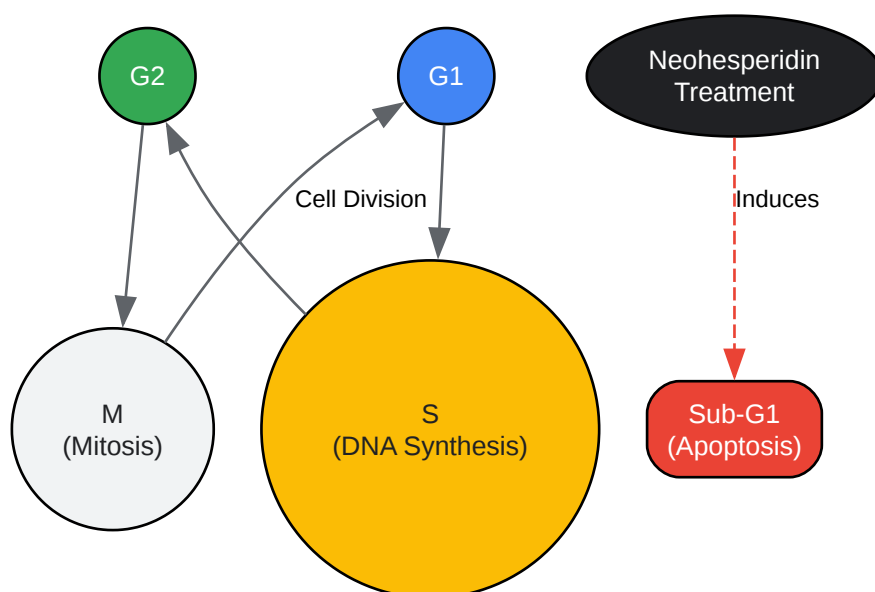 G2
G1
Neohesperidin
Treatment
Cell Division
Induces
M
(Mitosis)
S
(DNA Synthesis)
Sub-G1
(Apoptosis)